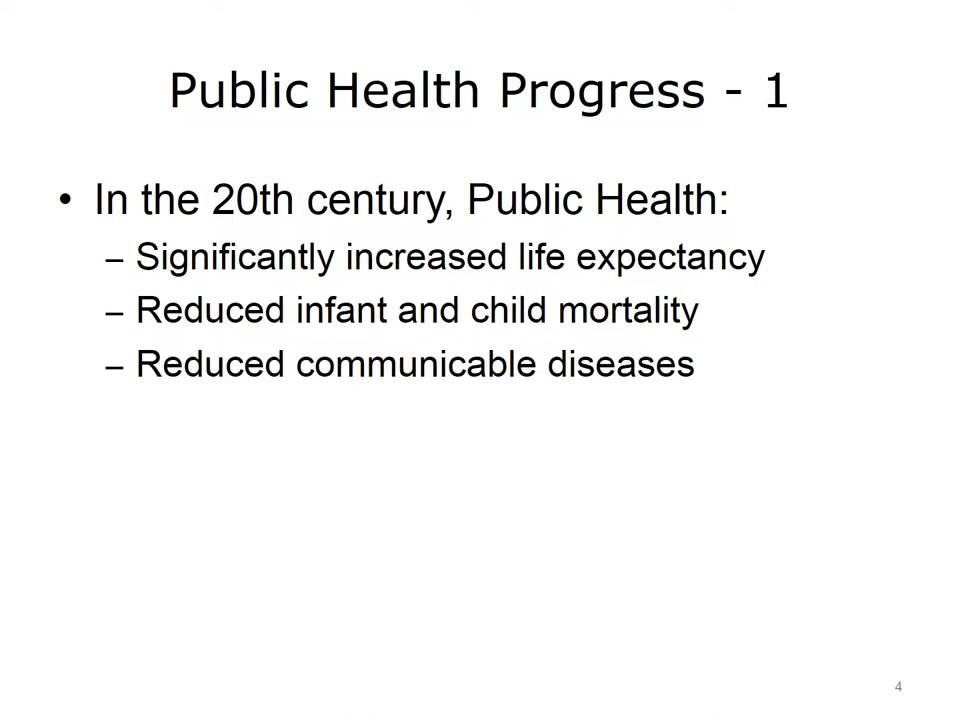 Public Health Progress - 1
• In the 20th century, Public Health:
– Significantly increased life expectancy
– Reduced infant and child mortality
– Reduced communicable diseases
4